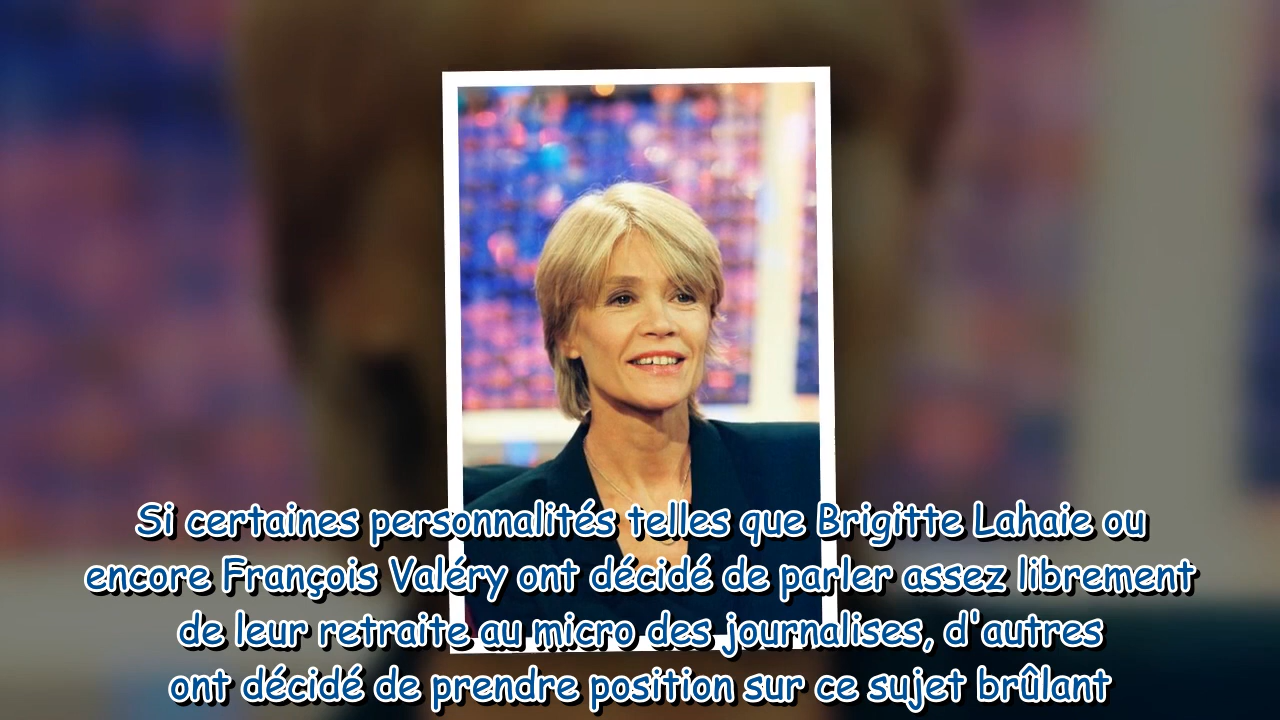 Si certaines personnalités telles que Brigitte Lahaie ou
encore François Valéry ont décidé de parler assez librement
de leur retraite au micro des journalises, d'autres
ont décidé de prendre position sur ce sujet brûlant